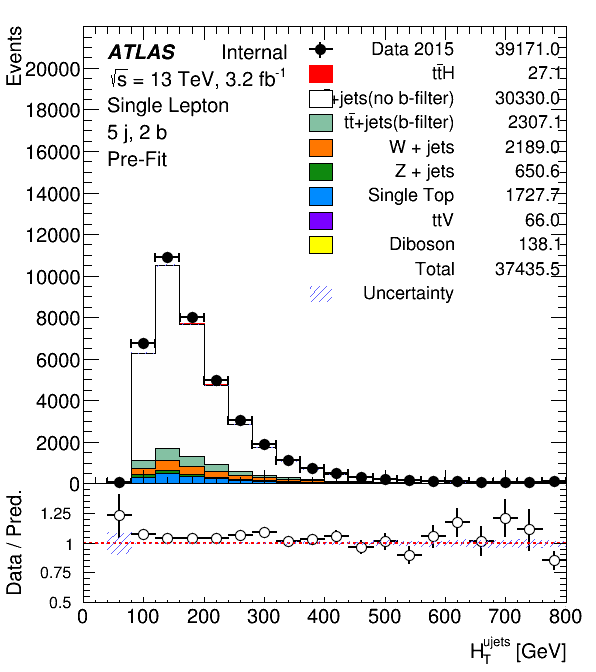 ATLAS Internal
√s = 13 TeV, 3.2 fb⁻¹
Single Lepton
5 j, 2 b
Pre-Fit
Data 2015 39171.0
tt̄H 27.1
+jets(no b-filter) 30330.0
tt̄+jets(b-filter) 2307.1
W + jets 2189.0
Z + jets 650.6
Single Top 1727.7
ttV 66.0
Diboson 138.1
Total 37435.5
Uncertainty
Events
20000
18000
16000
14000
12000
10000
8000
6000
4000
2000
0
Data / Pred.
1.25
1
0.75
0.5
0 100 200 300 400 500 600 700 800
H_T^ujets [GeV]